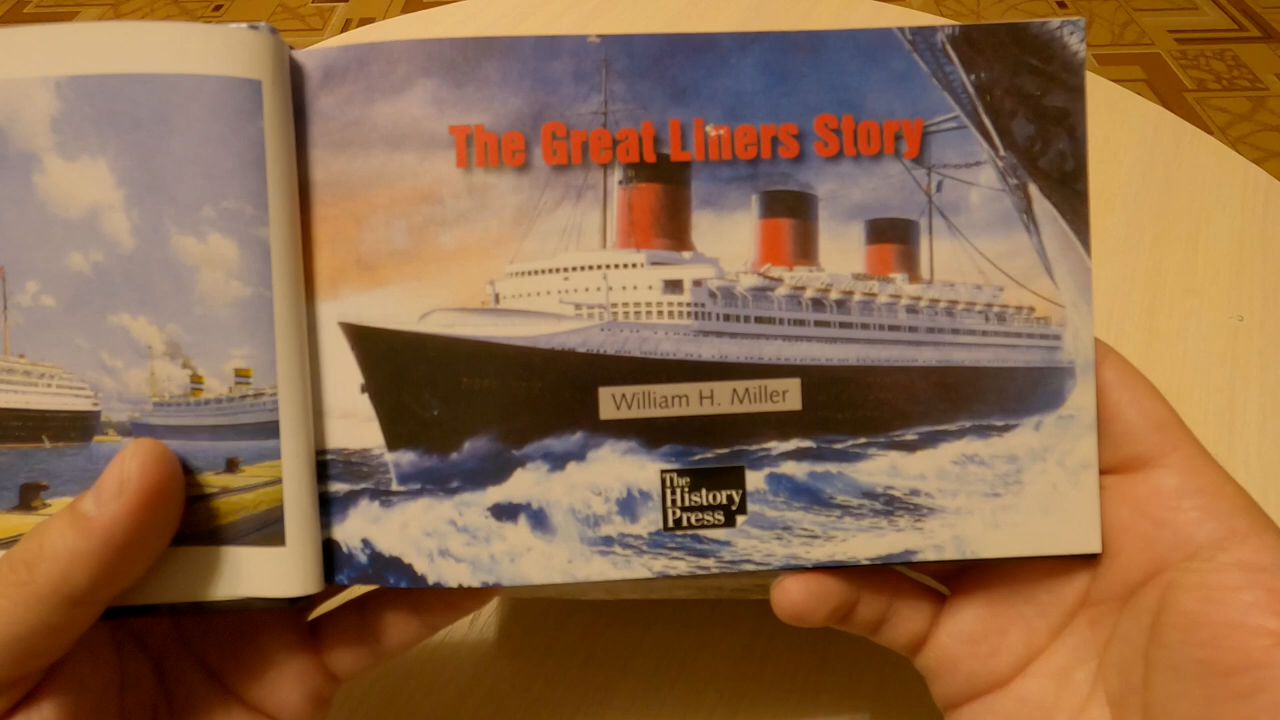 The Great Liners Story
William H. Miller
The
History
Press